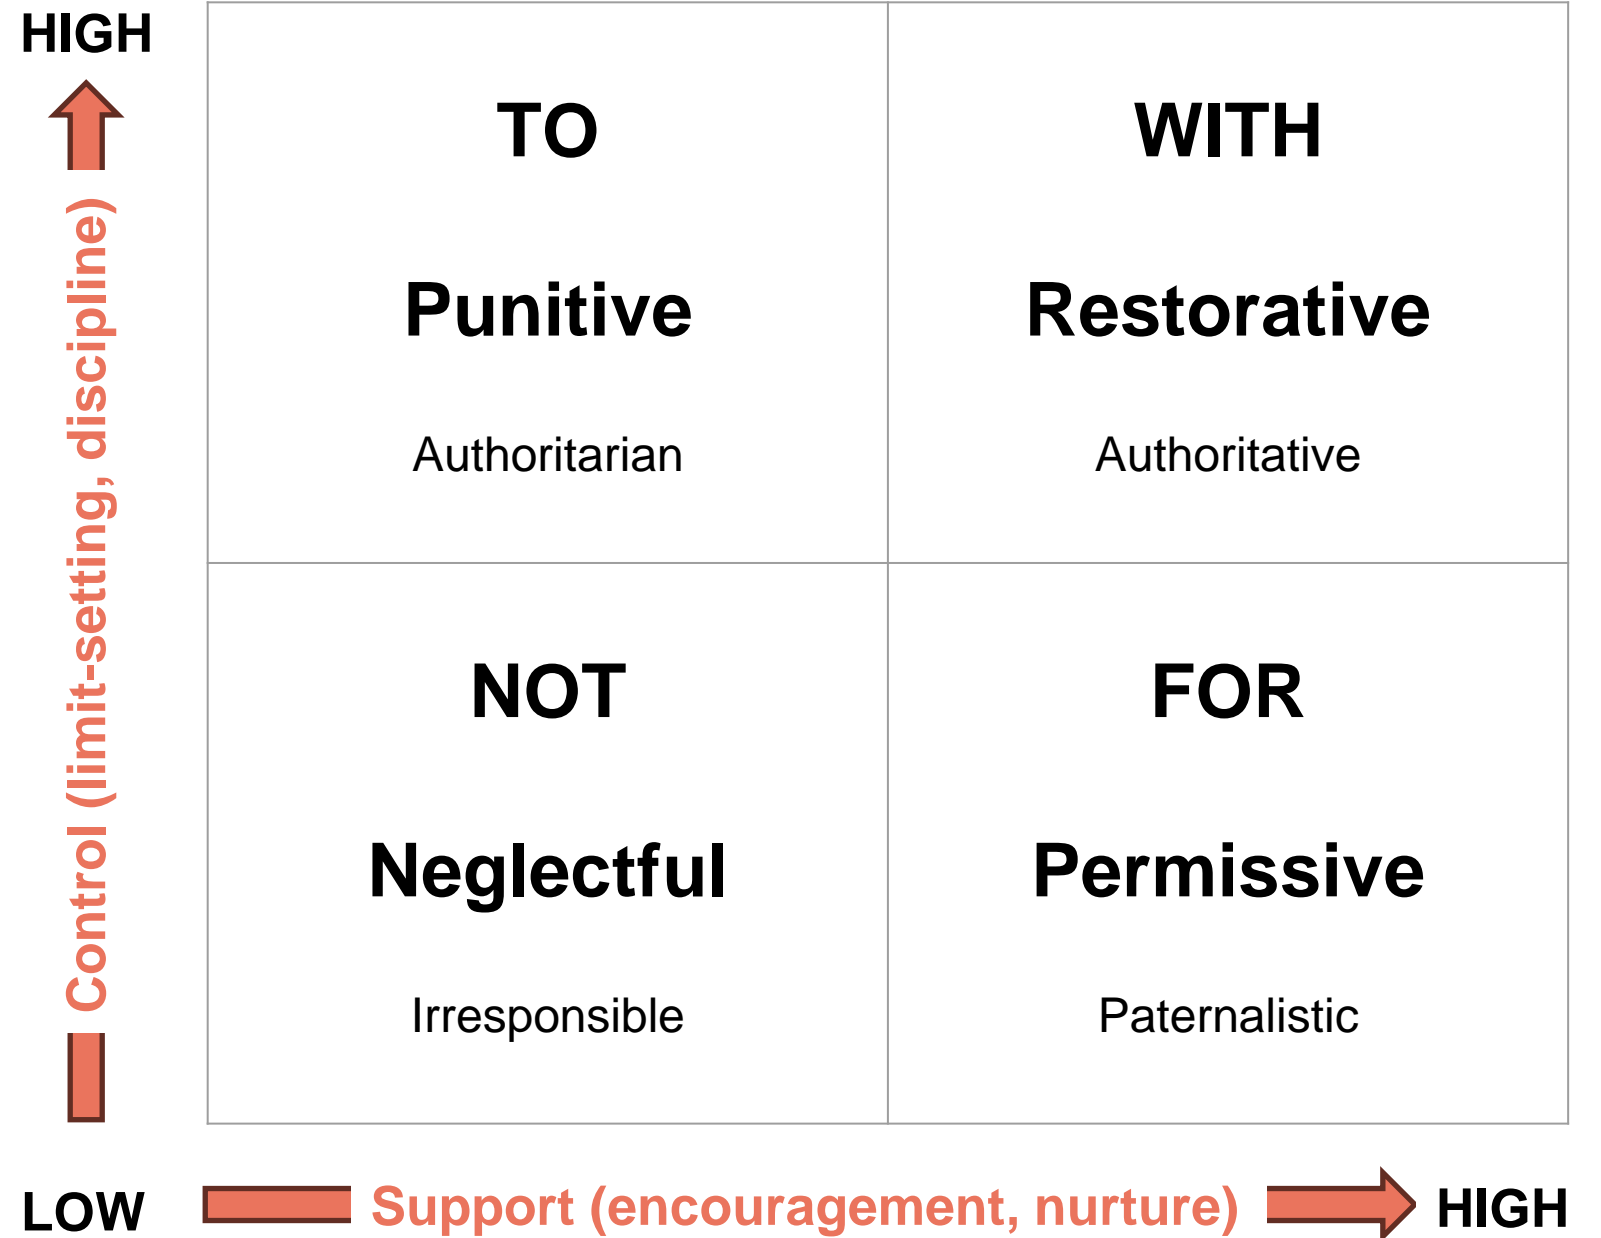 HIGH
TO
WITH
Punitive
Restorative
Authoritarian
Authoritative
Control (limit-setting, discipline)
NOT
FOR
Neglectful
Permissive
Irresponsible
Paternalistic
LOW
Support (encouragement, nurture)
HIGH